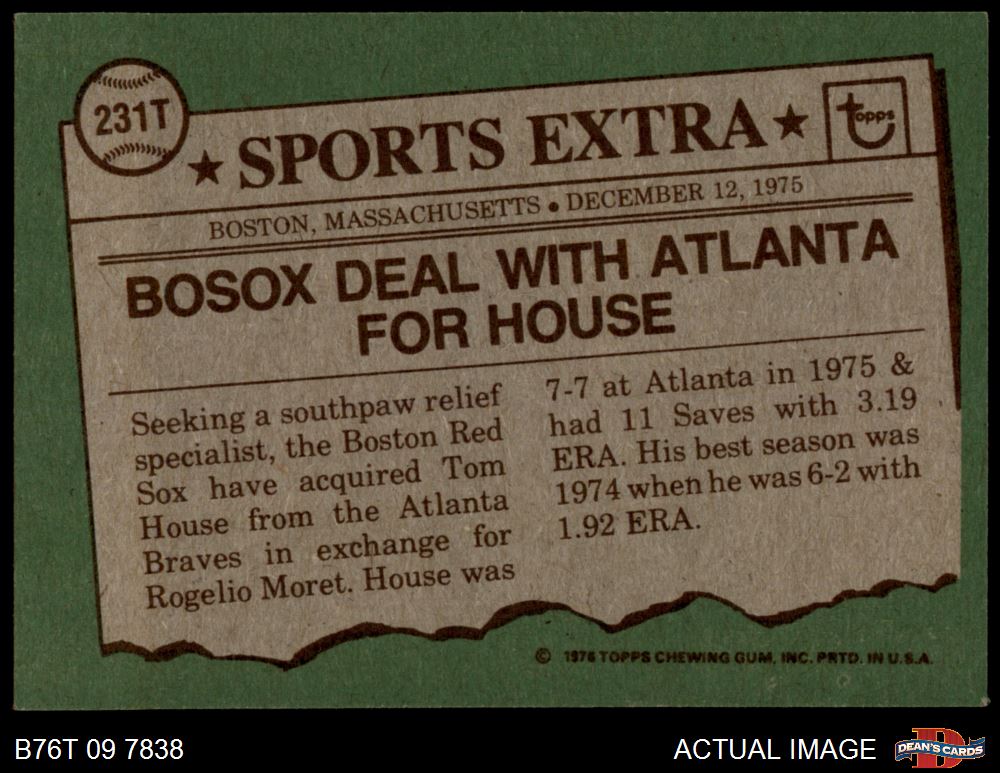 231T
★ SPORTS EXTRA ★
topps
BOSTON, MASSACHUSETTS • DECEMBER 12, 1975
BOSOX DEAL WITH ATLANTA
FOR HOUSE
Seeking a southpaw relief
specialist, the Boston Red
Sox have acquired Tom
House from the Atlanta
Braves in exchange for
Rogelio Moret. House was
7-7 at Atlanta in 1975 &
had 11 Saves with 3.19
ERA. His best season was
1974 when he was 6-2 with
1.92 ERA.
© 1976 TOPPS CHEWING GUM, INC. PRTD. IN U.S.A.
B76T 09 7838
ACTUAL IMAGE
D
DEAN'S CARDS